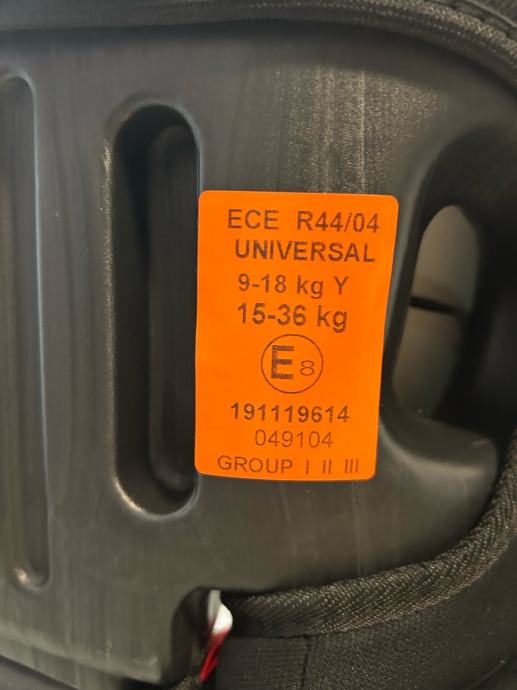 ECE R44/04
UNIVERSAL
9-18 kg Y
15-36 kg
E8
191119614
049104
GROUP I II III